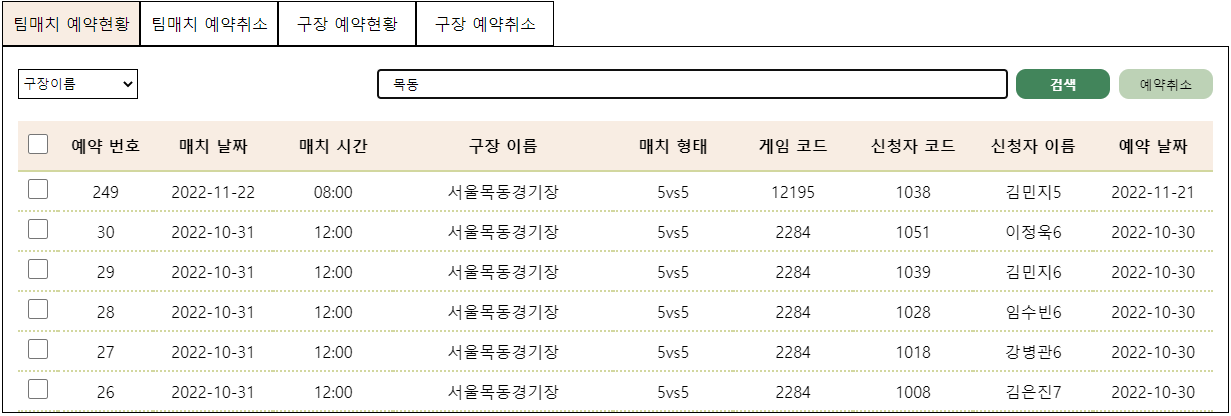 팀매치 예약현황 팀매치 예약취소 구장 예약현황 구장 예약취소
구장이름 목동 검색 예약취소
예약 번호 매치 날짜 매치 시간 구장 이름 매치 형태 게임 코드 신청자 코드 신청자 이름 예약 날짜
249 2022-11-22 08:00 서울목동경기장 5vs5 12195 1038 김민지5 2022-11-21
30 2022-10-31 12:00 서울목동경기장 5vs5 2284 1051 이정욱6 2022-10-30
29 2022-10-31 12:00 서울목동경기장 5vs5 2284 1039 김민지6 2022-10-30
28 2022-10-31 12:00 서울목동경기장 5vs5 2284 1028 임수빈6 2022-10-30
27 2022-10-31 12:00 서울목동경기장 5vs5 2284 1018 강병관6 2022-10-30
26 2022-10-31 12:00 서울목동경기장 5vs5 2284 1008 김은진7 2022-10-30